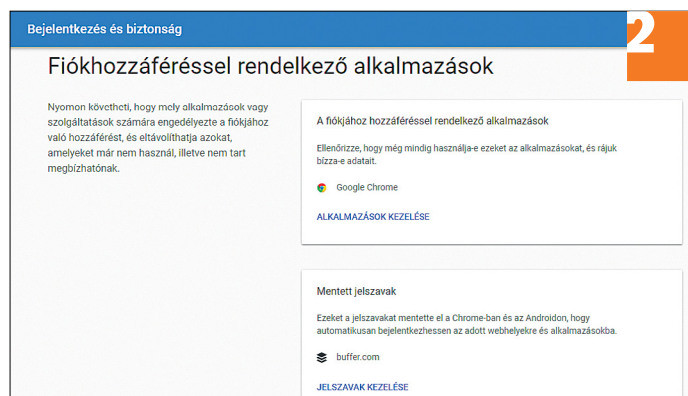 Bejelentkezés és biztonság
2
Fiókhozzáféréssel rendelkező alkalmazások
Nyomon követheti, hogy mely alkalmazások vagy
szolgáltatások számára engedélyezte a fiókjához
való hozzáférést, és eltávolíthatja azokat,
amelyeket már nem használ, illetve nem tart
megbízhatónak.
A fiókjához hozzáféréssel rendelkező alkalmazások
Ellenőrizze, hogy még mindig használja-e ezeket az alkalmazásokat, és rájuk
bízza-e adatait.
Google Chrome
ALKALMAZÁSOK KEZELÉSE
Mentett jelszavak
Ezeket a jelszavakat mentette el a Chrome-ban és az Androidon, hogy
automatikusan bejelentkezhessen az adott webhelyekre és alkalmazásokba.
buffer.com
JELSZAVAK KEZELÉSE